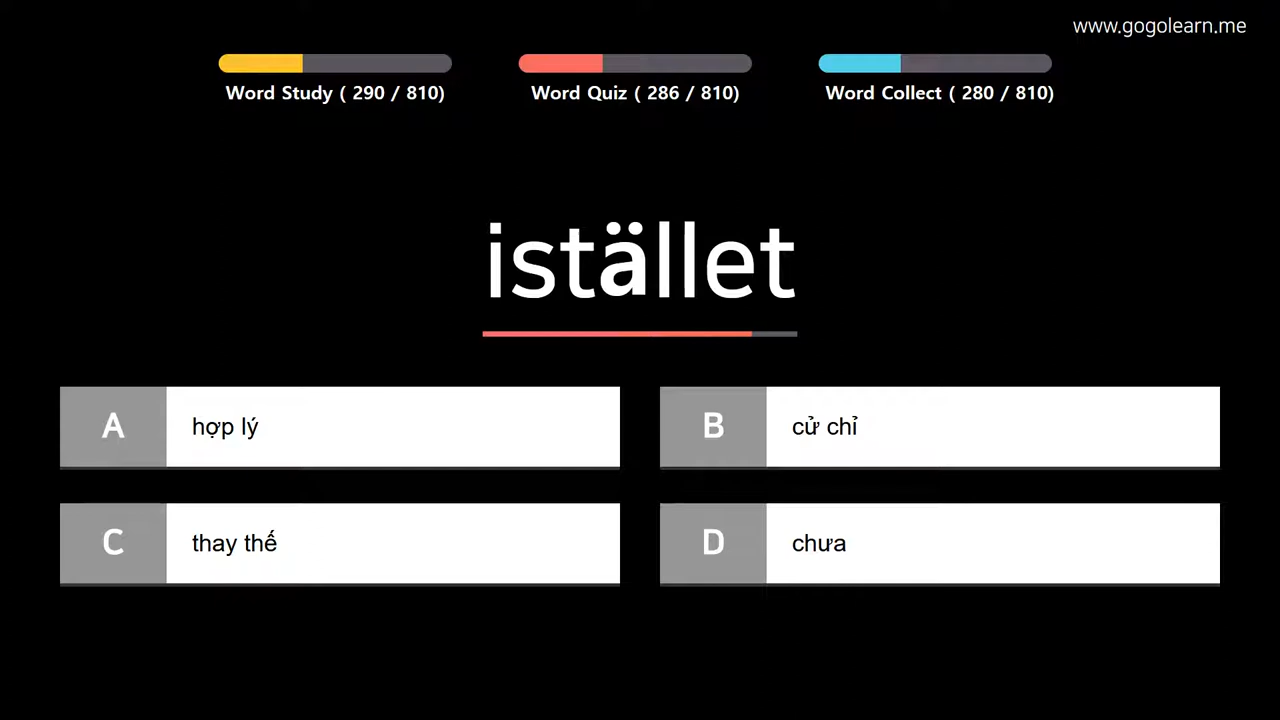 www.gogolearn.me
Word Study ( 290 / 810)
Word Quiz ( 286 / 810)
Word Collect ( 280 / 810)
istället
A
hợp lý
B
cử chỉ
C
thay thế
D
chưa